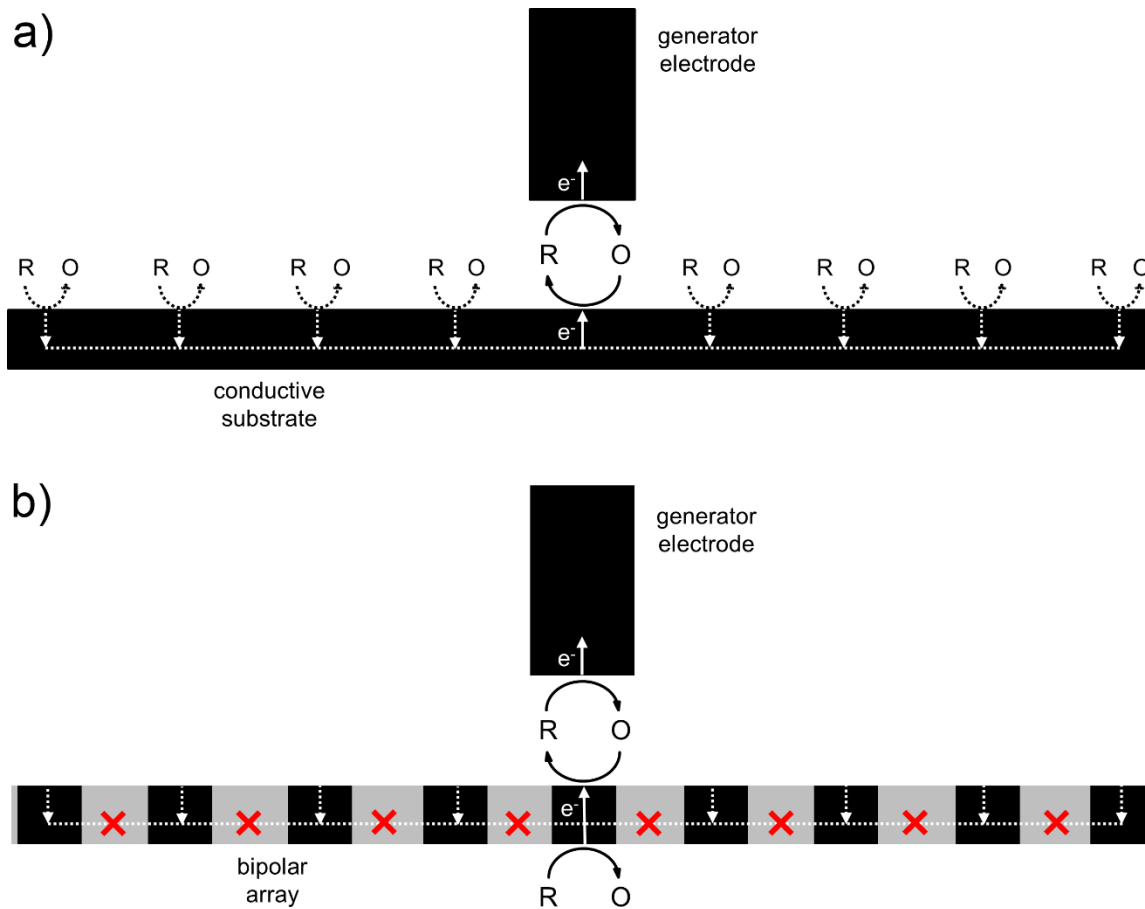 a)
generator
electrode
e-
R O
R O R O R O R O R O R O R O R O
e-
conductive
substrate
b)
generator
electrode
e-
R O
e-
bipolar
array
R O